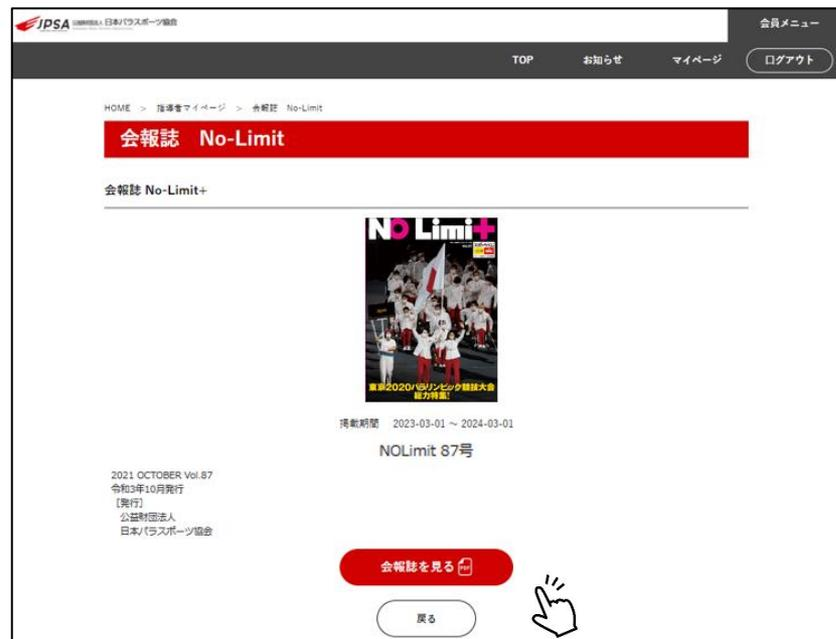 JPSA 公益財団法人 日本パラスポーツ協会
会員メニュー
TOP お知らせ マイページ ログアウト
HOME > 指導者マイページ > 会報誌 No-Limit
会報誌 No-Limit
会報誌 No-Limit+
NO Limi+
東京2020パラリンピック競技大会
総力特集!
掲載期間 2023-03-01 ~ 2024-03-01
NOLimit 87号
2021 OCTOBER Vol.87
令和3年10月発行
[発行]
公益財団法人
日本パラスポーツ協会
会報誌を見る PDF
戻る